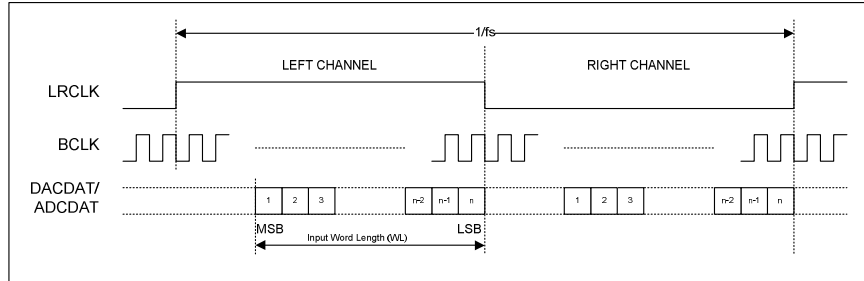 1/fs
LEFT CHANNEL RIGHT CHANNEL
LRCLK
BCLK
DACDAT/
ADCDAT
1 2 3 n-2 n-1 n 1 2 3 n-2 n-1 n
MSB LSB
Input Word Length (WL)